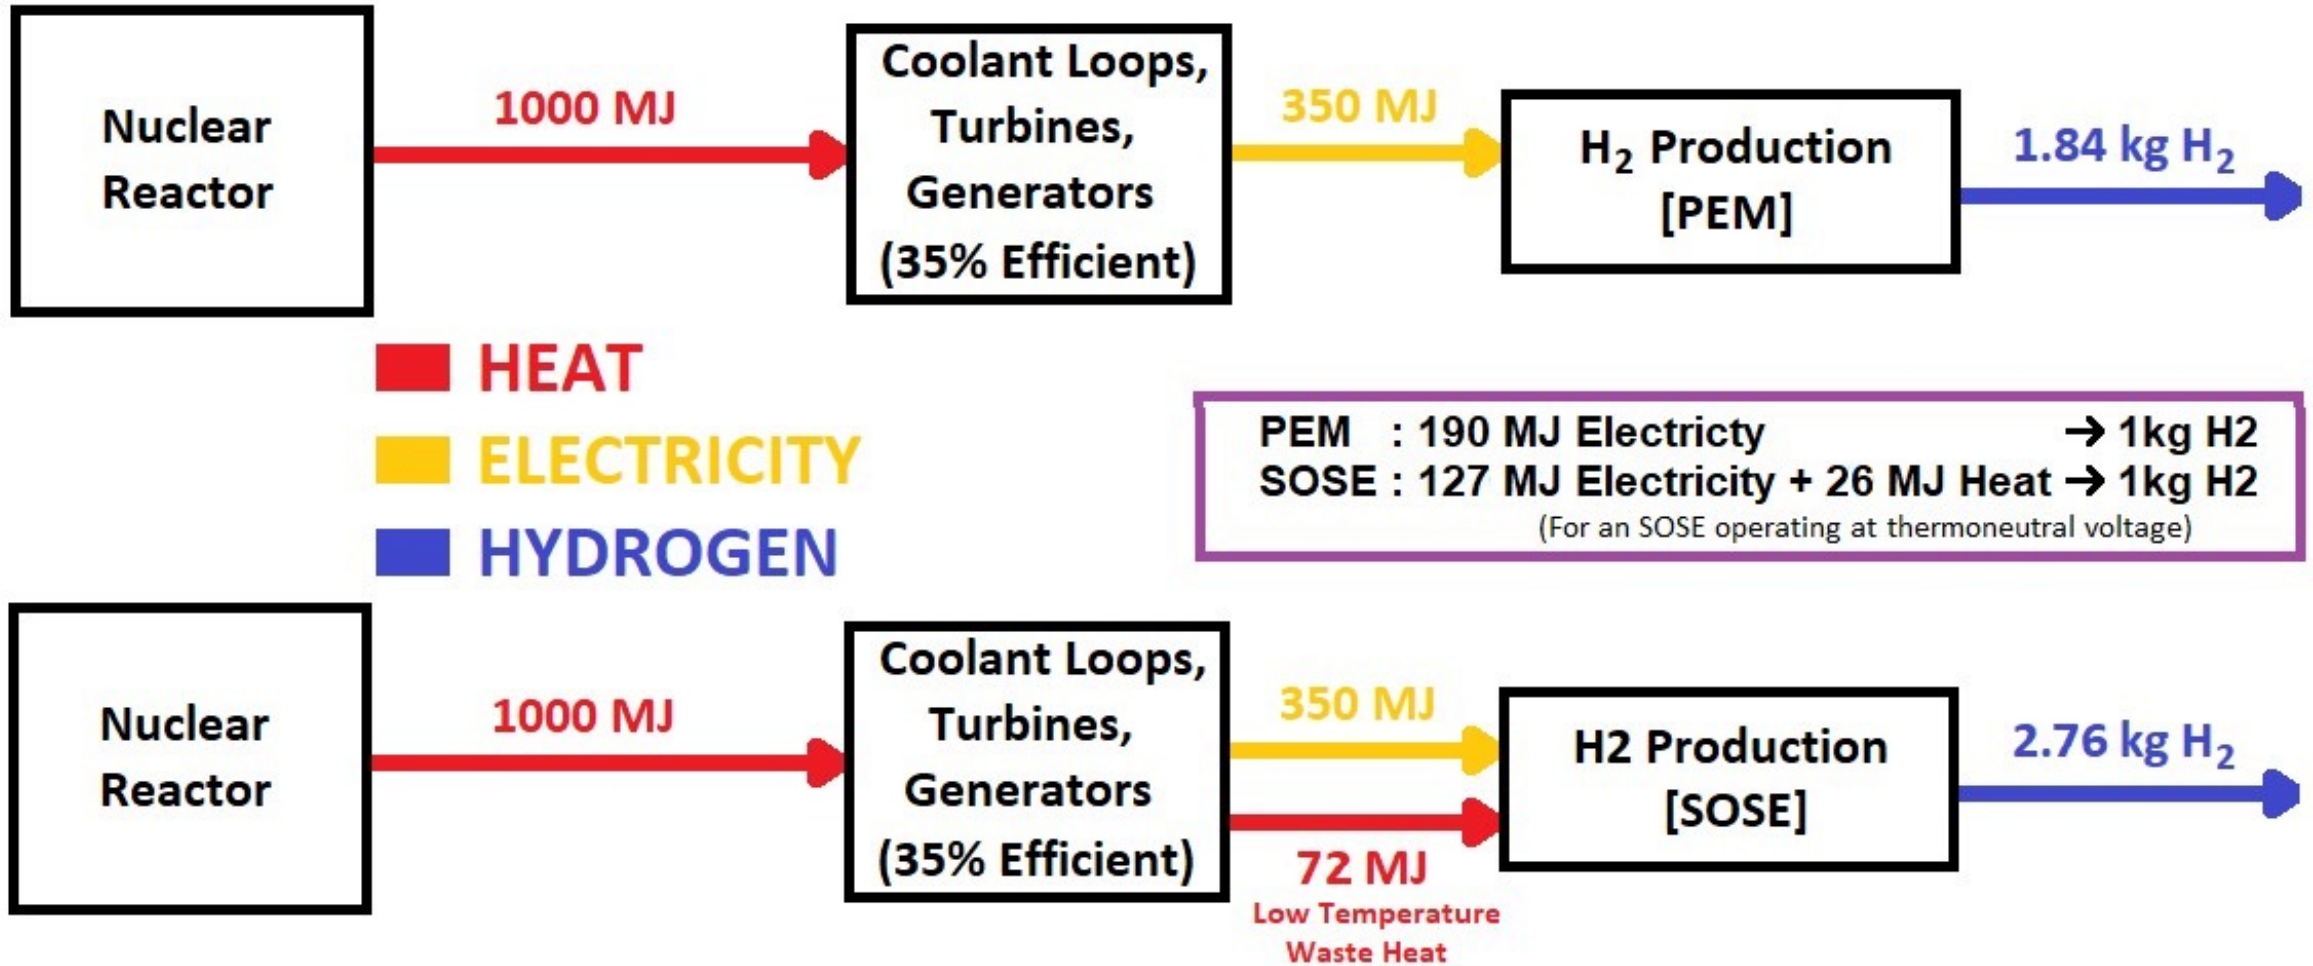 Nuclear
Reactor
1000 MJ
Coolant Loops,
Turbines,
Generators
(35% Efficient)
350 MJ
H₂ Production
[PEM]
1.84 kg H₂
HEAT
ELECTRICITY
HYDROGEN
PEM : 190 MJ Electricty → 1kg H2
SOSE : 127 MJ Electricity + 26 MJ Heat → 1kg H2
(For an SOSE operating at thermoneutral voltage)
Nuclear
Reactor
1000 MJ
Coolant Loops,
Turbines,
Generators
(35% Efficient)
350 MJ
72 MJ
Low Temperature
Waste Heat
H2 Production
[SOSE]
2.76 kg H₂